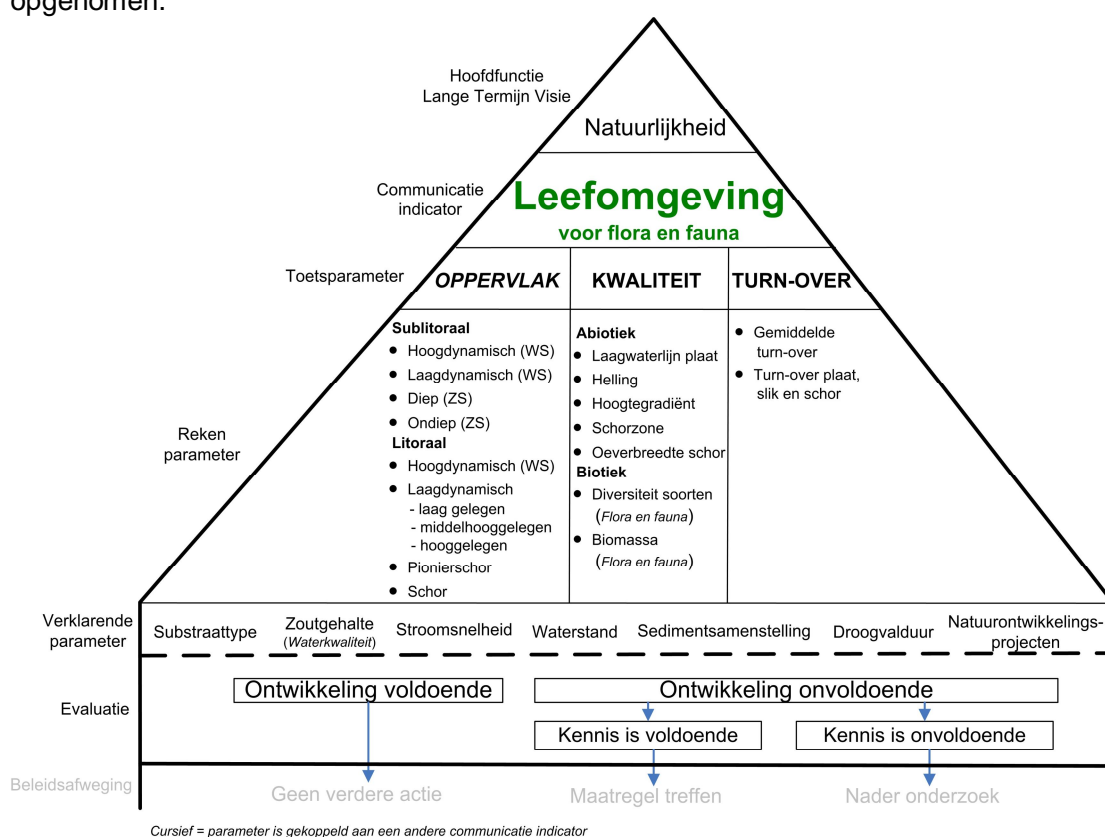 opgenomen.
Hoofdfunctie
Lange Termijn Visie
Natuurlijkheid
Communicatie
indicator
Leefomgeving
voor flora en fauna
Toetsparameter
OPPERVLAK
KWALITEIT
TURN-OVER
Reken
parameter
Sublitoraal
● Hoogdynamisch (WS)
● Laagdynamisch (WS)
● Diep (ZS)
● Ondiep (ZS)
Litoraal
● Hoogdynamisch (WS)
● Laagdynamisch
- laag gelegen
- middelhooggelegen
- hooggelegen
● Pionierschor
● Schor
Abiotiek
● Laagwaterlijn plaat
● Helling
● Hoogtegradiënt
● Schorzone
● Oeverbreedte schor
Biotiek
● Diversiteit soorten
(Flora en fauna)
● Biomassa
(Flora en fauna)
● Gemiddelde
turn-over
● Turn-over plaat,
slik en schor
Verklarende
parameter
Substraattype
Zoutgehalte
(Waterkwaliteit)
Stroomsnelheid
Waterstand
Sedimentsamenstelling
Droogvalduur
Natuurontwikkelings-
projecten
Evaluatie
Ontwikkeling voldoende
Ontwikkeling onvoldoende
Kennis is voldoende
Kennis is onvoldoende
Beleidsafweging
Geen verdere actie
Maatregel treffen
Nader onderzoek
Cursief = parameter is gekoppeld aan een andere communicatie indicator